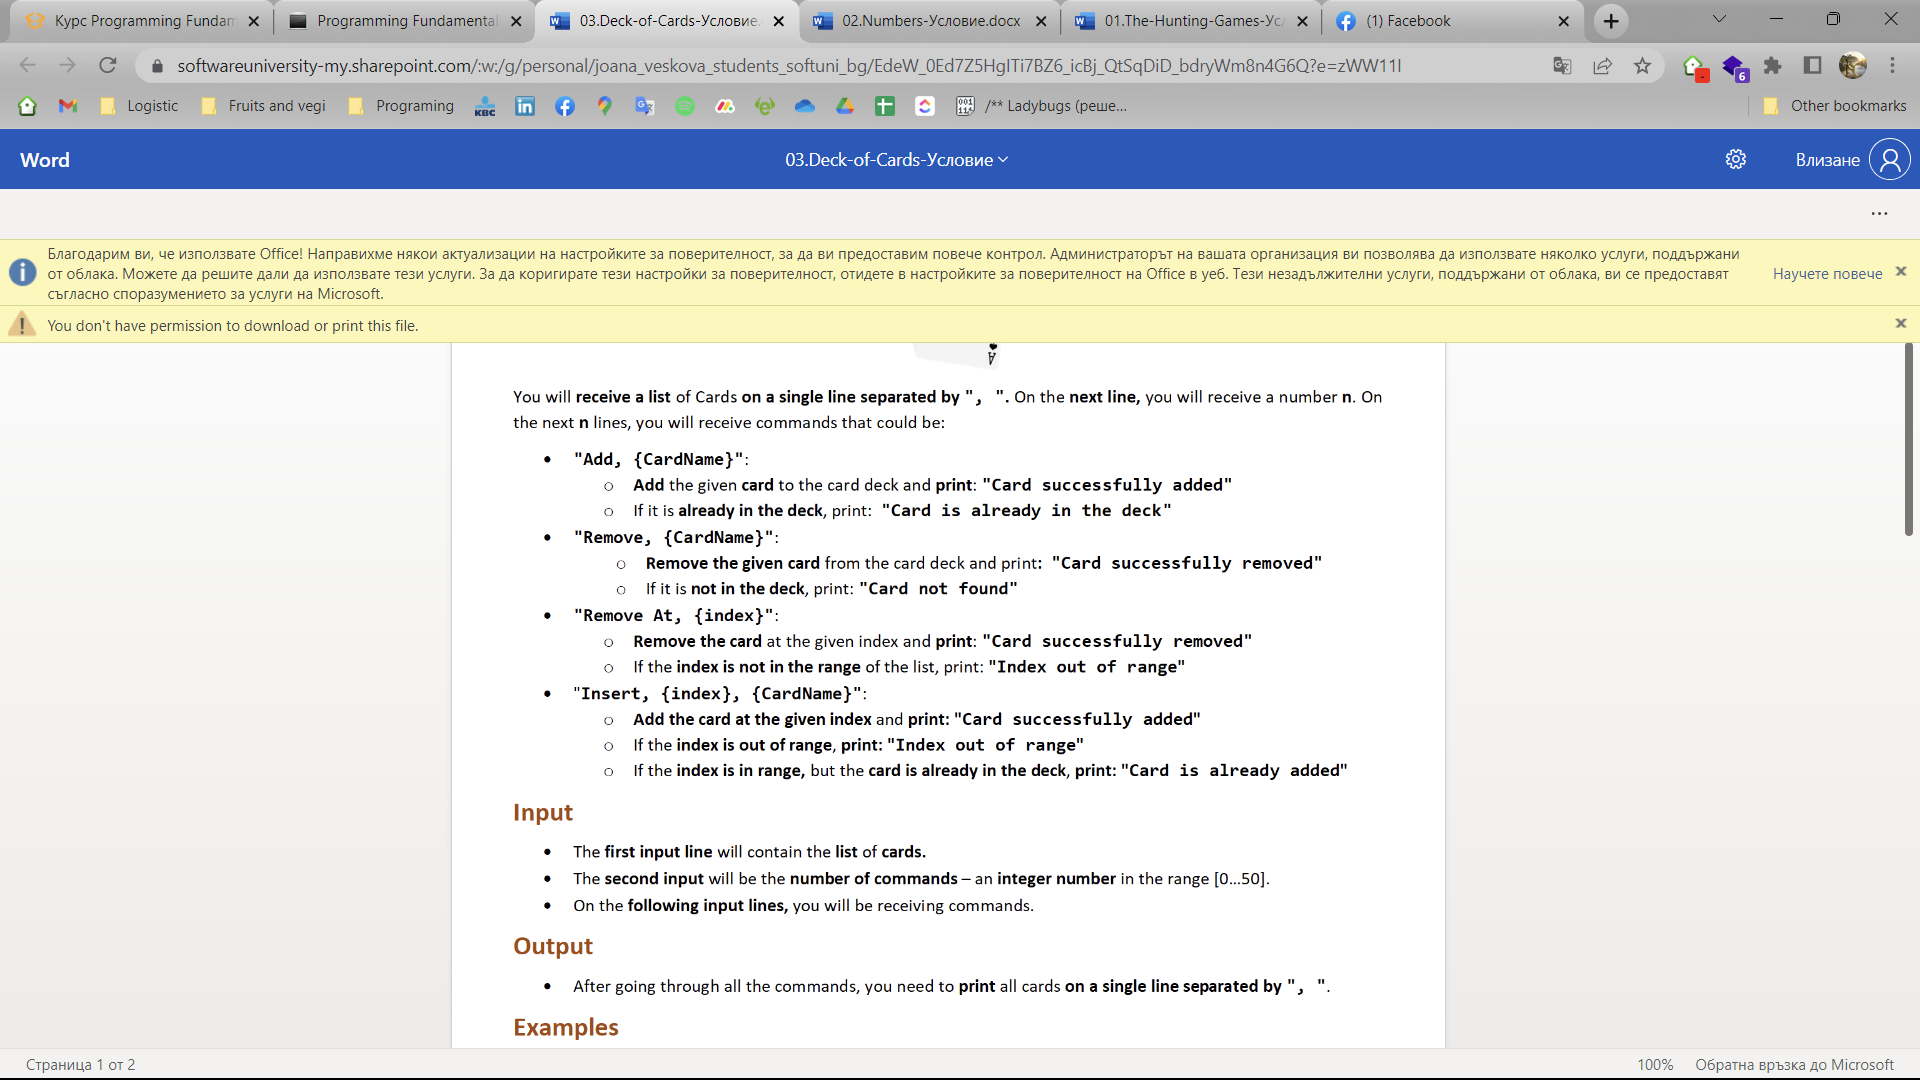 Курс Programming Fundam
Programming Fundamental
03.Deck-of-Cards-Условие.
02.Numbers-Условие.docx
01.The-Hunting-Games-Усл
(1) Facebook
softwareuniversity-my.sharepoint.com/:w:/g/personal/joana_veskova_students_softuni_bg/EdeW_0Ed7Z5HgITi7BZ6_icBj_QtSqDiD_bdryWm8n4G6Q?e=zWW11I
6
Logistic
Fruits and vegi
Programing
KBC
/** Ladybugs (реше...
Other bookmarks
Word
03.Deck-of-Cards-Условие
Влизане
Благодарим ви, че използвате Office! Направихме някои актуализации на настройките за поверителност, за да ви предоставим повече контрол. Администраторът на вашата организация ви позволява да използвате няколко услуги, поддържани
от облака. Можете да решите дали да използвате тези услуги. За да коригирате тези настройки за поверителност, отидете в настройките за поверителност на Office в уеб. Тези незадължителни услуги, поддържани от облака, ви се предоставят
съгласно споразумението за услуги на Microsoft.
Научете повече
You don't have permission to download or print this file.
A
You will receive a list of Cards on a single line separated by ", ". On the next line, you will receive a number n. On
the next n lines, you will receive commands that could be:
• "Add, {CardName}":
○ Add the given card to the card deck and print: "Card successfully added"
○ If it is already in the deck, print: "Card is already in the deck"
• "Remove, {CardName}":
○ Remove the given card from the card deck and print: "Card successfully removed"
○ If it is not in the deck, print: "Card not found"
• "Remove At, {index}":
○ Remove the card at the given index and print: "Card successfully removed"
○ If the index is not in the range of the list, print: "Index out of range"
• "Insert, {index}, {CardName}":
○ Add the card at the given index and print: "Card successfully added"
○ If the index is out of range, print: "Index out of range"
○ If the index is in range, but the card is already in the deck, print: "Card is already added"
Input
• The first input line will contain the list of cards.
• The second input will be the number of commands – an integer number in the range [0…50].
• On the following input lines, you will be receiving commands.
Output
• After going through all the commands, you need to print all cards on a single line separated by ", ".
Examples
Страница 1 от 2
100%
Обратна връзка до Microsoft